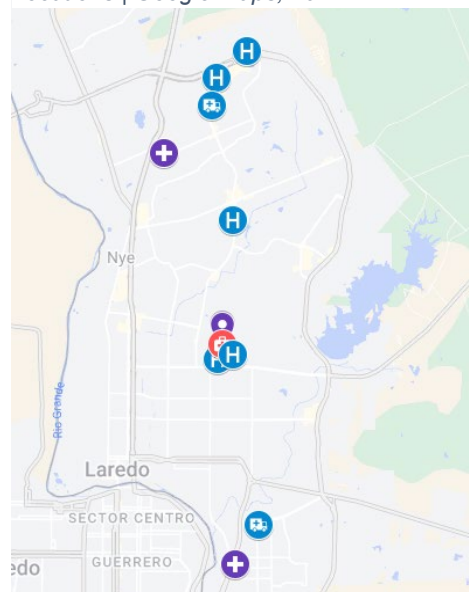 H
H
H
Nye
H
H
Rio Grande
Laredo
SECTOR CENTRO
GUERRERO
edo